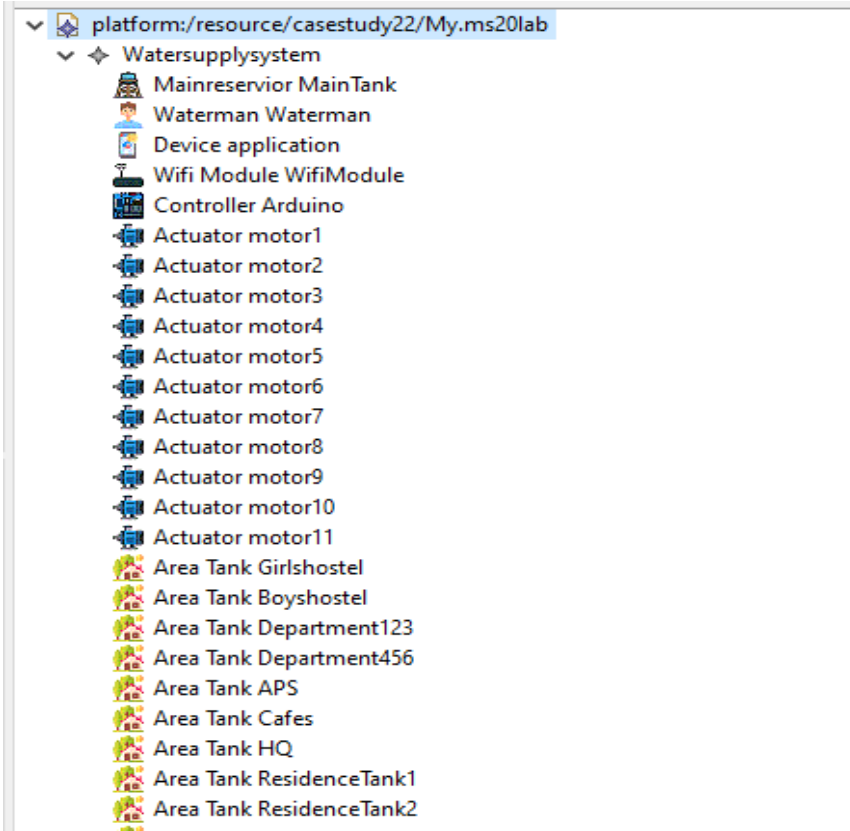 platform:/resource/casestudy22/My.ms20lab
Watersupplysystem
Mainreservior MainTank
Waterman Waterman
Device application
Wifi Module WifiModule
Controller Arduino
Actuator motor1
Actuator motor2
Actuator motor3
Actuator motor4
Actuator motor5
Actuator motor6
Actuator motor7
Actuator motor8
Actuator motor9
Actuator motor10
Actuator motor11
Area Tank Girlshostel
Area Tank Boyshostel
Area Tank Department123
Area Tank Department456
Area Tank APS
Area Tank Cafes
Area Tank HQ
Area Tank ResidenceTank1
Area Tank ResidenceTank2